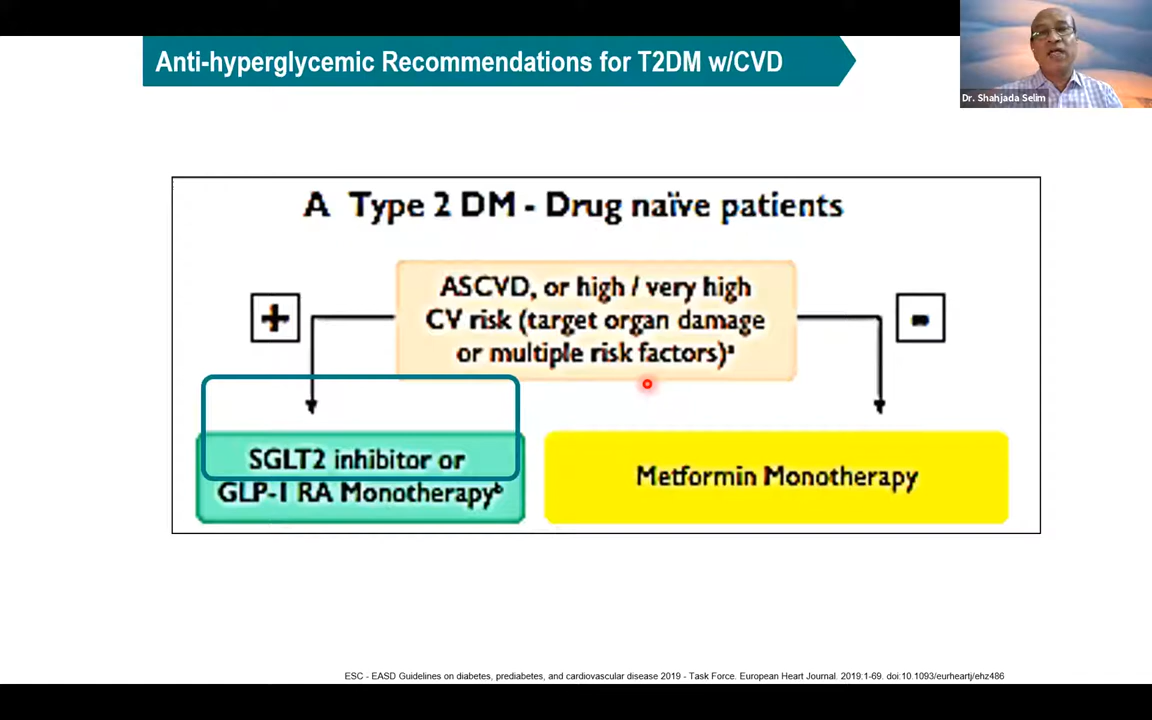 Anti-hyperglycemic Recommendations for T2DM w/CVD
Dr. Shahjada Selim
A Type 2 DM - Drug naïve patients
ASCVD, or high / very high
CV risk (target organ damage
or multiple risk factors)ᵃ
+
-
SGLT2 inhibitor or
GLP-1 RA Monotherapyᵇ
Metformin Monotherapy
ESC - EASD Guidelines on diabetes, prediabetes, and cardiovascular disease 2019 - Task Force. European Heart Journal. 2019:1-69. doi:10.1093/eurheartj/ehz486